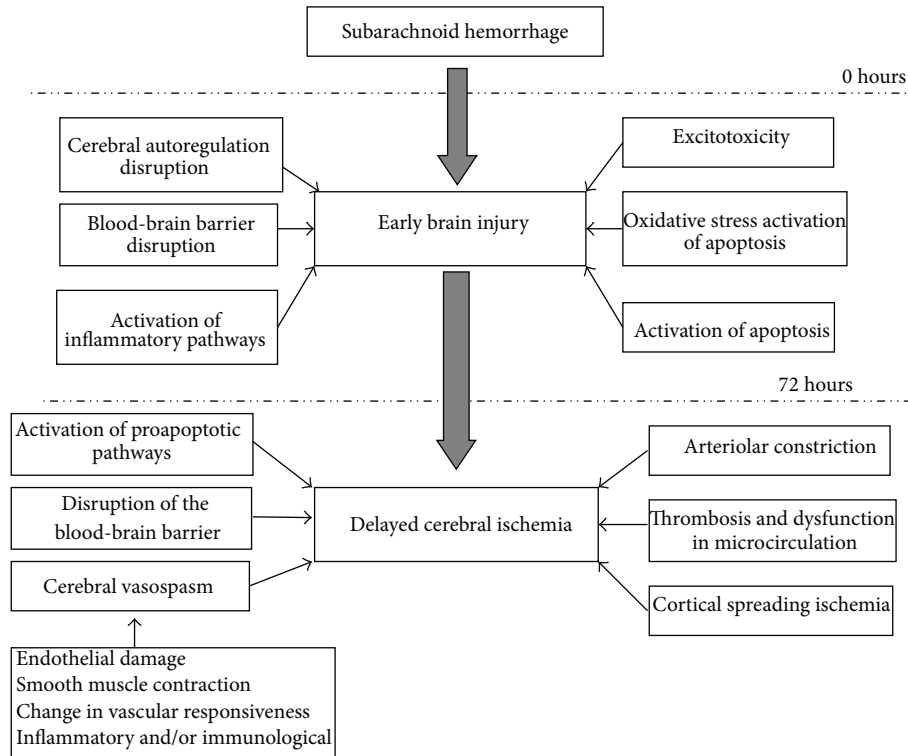 Subarachnoid hemorrhage
0 hours
Cerebral autoregulation
disruption
Excitotoxicity
Blood-brain barrier
disruption
Early brain injury
Oxidative stress activation
of apoptosis
Activation of
inflammatory pathways
Activation of apoptosis
72 hours
Activation of proapoptotic
pathways
Arteriolar constriction
Disruption of the
blood-brain barrier
Delayed cerebral ischemia
Thrombosis and dysfunction
in microcirculation
Cerebral vasospasm
Cortical spreading ischemia
Endothelial damage
Smooth muscle contraction
Change in vascular responsiveness
Inflammatory and/or immunological